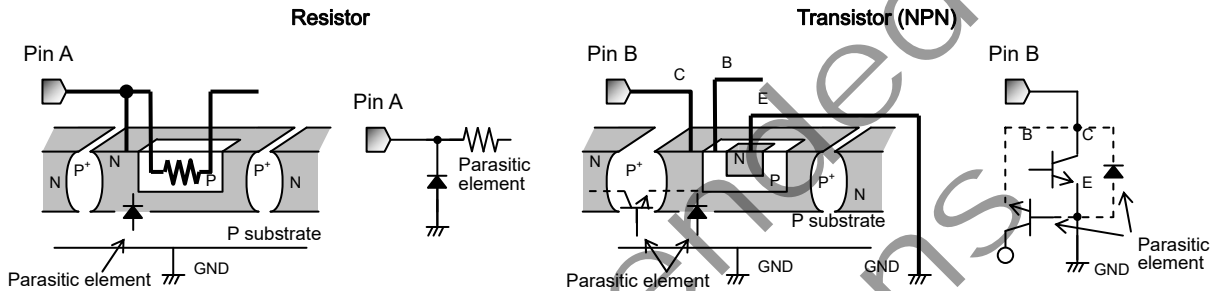 Resistor
Pin A
N
P+
N
P
P+
N
Parasitic element
GND
P substrate
Pin A
Parasitic
element
Transistor (NPN)
Pin B
C
B
E
N
P+
N
P
P+
N
P substrate
Parasitic element
GND
GND
Pin B
B
C
E
GND
Parasitic
element